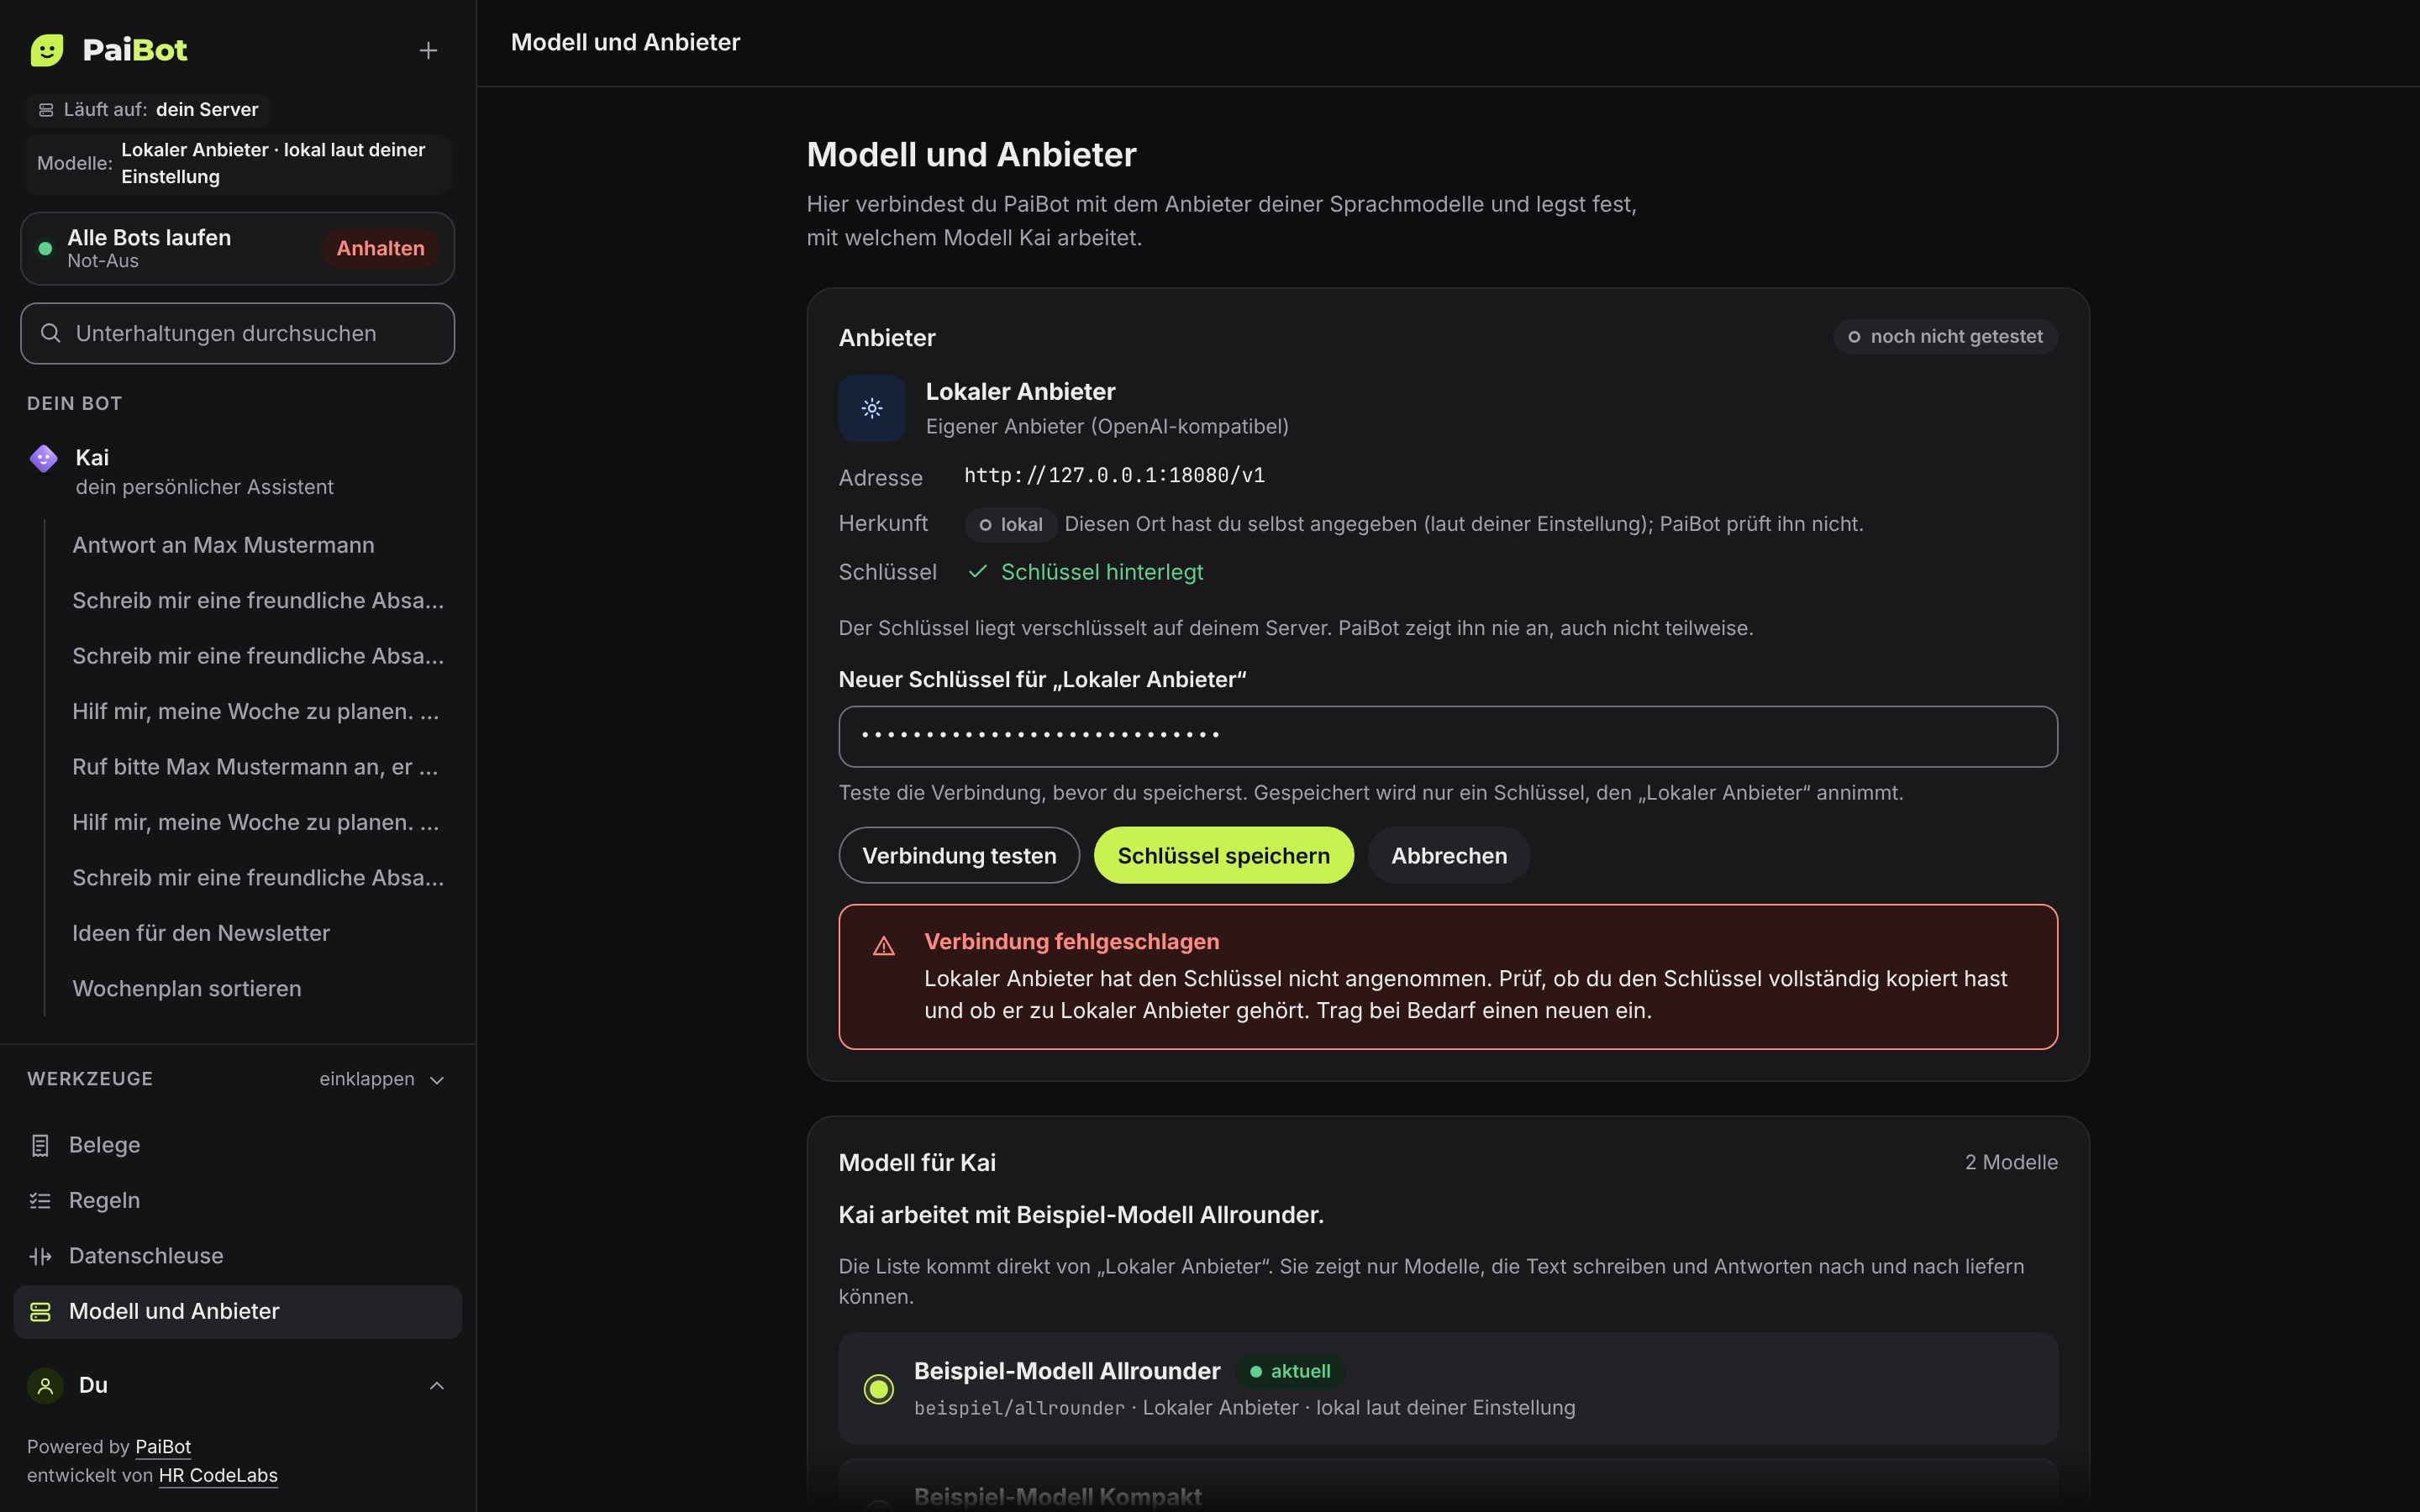 PaiBot
Läuft auf: dein Server
Modelle: Lokaler Anbieter · lokal laut deiner
Einstellung
Alle Bots laufen
Not-Aus
Anhalten
Unterhaltungen durchsuchen
DEIN BOT
Kai
dein persönlicher Assistent
Antwort an Max Mustermann
Schreib mir eine freundliche Absa...
Schreib mir eine freundliche Absa...
Hilf mir, meine Woche zu planen. ...
Ruf bitte Max Mustermann an, er ...
Hilf mir, meine Woche zu planen. ...
Schreib mir eine freundliche Absa...
Ideen für den Newsletter
Wochenplan sortieren
WERKZEUGE
einklappen
Belege
Regeln
Datenschleuse
Modell und Anbieter
Du
Powered by PaiBot
entwickelt von HR CodeLabs
Modell und Anbieter
Modell und Anbieter
Hier verbindest du PaiBot mit dem Anbieter deiner Sprachmodelle und legst fest,
mit welchem Modell Kai arbeitet.
Anbieter
noch nicht getestet
Lokaler Anbieter
Eigener Anbieter (OpenAI-kompatibel)
Adresse http://127.0.0.1:18080/v1
Herkunft lokal Diesen Ort hast du selbst angegeben (laut deiner Einstellung); PaiBot prüft ihn nicht.
Schlüssel Schlüssel hinterlegt
Der Schlüssel liegt verschlüsselt auf deinem Server. PaiBot zeigt ihn nie an, auch nicht teilweise.
Neuer Schlüssel für „Lokaler Anbieter“
Teste die Verbindung, bevor du speicherst. Gespeichert wird nur ein Schlüssel, den „Lokaler Anbieter“ annimmt.
Verbindung testen
Schlüssel speichern
Abbrechen
Verbindung fehlgeschlagen
Lokaler Anbieter hat den Schlüssel nicht angenommen. Prüf, ob du den Schlüssel vollständig kopiert hast
und ob er zu Lokaler Anbieter gehört. Trag bei Bedarf einen neuen ein.
Modell für Kai
2 Modelle
Kai arbeitet mit Beispiel-Modell Allrounder.
Die Liste kommt direkt von „Lokaler Anbieter“. Sie zeigt nur Modelle, die Text schreiben und Antworten nach und nach liefern
können.
Beispiel-Modell Allrounder
aktuell
beispiel/allrounder · Lokaler Anbieter · lokal laut deiner Einstellung
Beispiel-Modell Kompakt